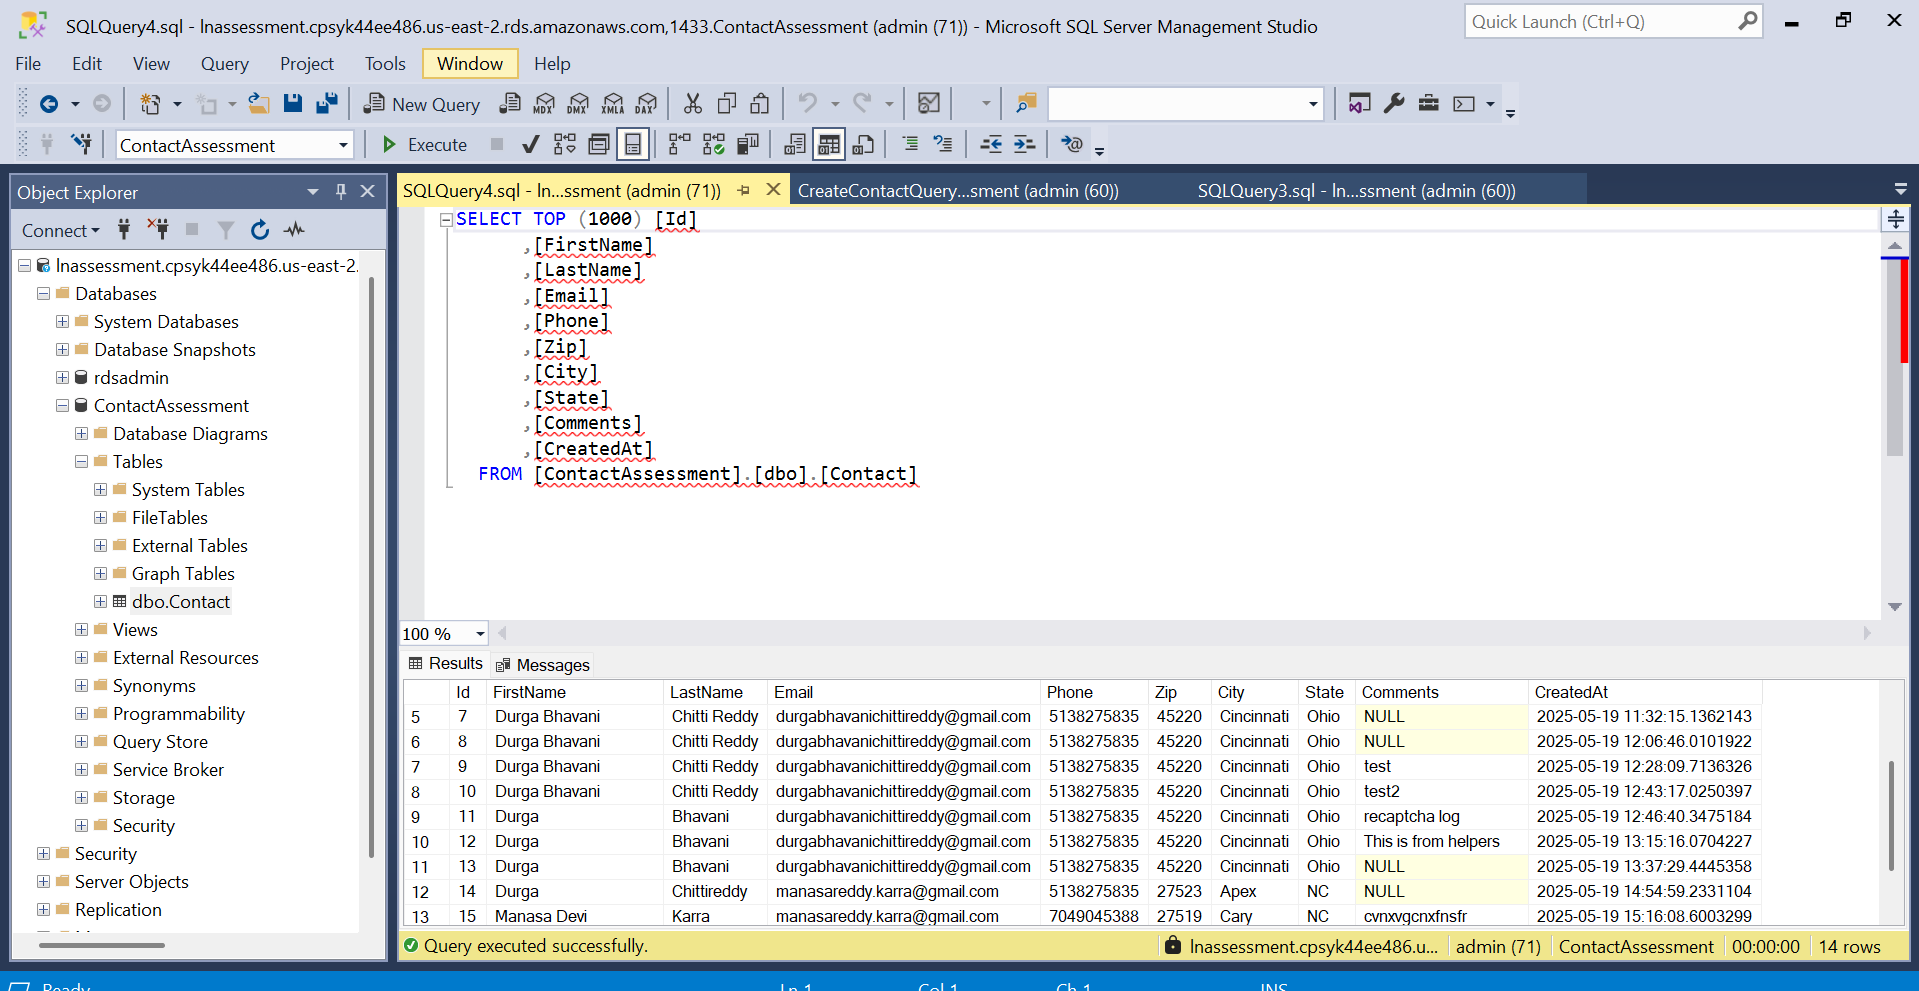 SQLQuery4.sql - lnassessment.cpsyk44ee486.us-east-2.rds.amazonaws.com,1433.ContactAssessment (admin (71)) - Microsoft SQL Server Management Studio
Quick Launch (Ctrl+Q)
File Edit View Query Project Tools Window Help
New Query MDX DMX XMLA DAX
ContactAssessment Execute
Object Explorer
Connect
lnassessment.cpsyk44ee486.us-east-2.
Databases
System Databases
Database Snapshots
rdsadmin
ContactAssessment
Database Diagrams
Tables
System Tables
FileTables
External Tables
Graph Tables
dbo.Contact
Views
External Resources
Synonyms
Programmability
Query Store
Service Broker
Storage
Security
Security
Server Objects
Replication
SQLQuery4.sql - ln...ssment (admin (71)) CreateContactQuery...sment (admin (60)) SQLQuery3.sql - ln...ssment (admin (60))
SELECT TOP (1000) [Id]
,[FirstName]
,[LastName]
,[Email]
,[Phone]
,[Zip]
,[City]
,[State]
,[Comments]
,[CreatedAt]
FROM [ContactAssessment].[dbo].[Contact]
100 %
Results Messages
Id FirstName LastName Email Phone Zip City State Comments CreatedAt
5 7 Durga Bhavani Chitti Reddy durgabhavanichittireddy@gmail.com 5138275835 45220 Cincinnati Ohio NULL 2025-05-19 11:32:15.1362143
6 8 Durga Bhavani Chitti Reddy durgabhavanichittireddy@gmail.com 5138275835 45220 Cincinnati Ohio NULL 2025-05-19 12:06:46.0101922
7 9 Durga Bhavani Chitti Reddy durgabhavanichittireddy@gmail.com 5138275835 45220 Cincinnati Ohio test 2025-05-19 12:28:09.7136326
8 10 Durga Bhavani Chitti Reddy durgabhavanichittireddy@gmail.com 5138275835 45220 Cincinnati Ohio test2 2025-05-19 12:43:17.0250397
9 11 Durga Bhavani durgabhavanichittireddy@gmail.com 5138275835 45220 Cincinnati Ohio recaptcha log 2025-05-19 12:46:40.3475184
10 12 Durga Bhavani durgabhavanichittireddy@gmail.com 5138275835 45220 Cincinnati Ohio This is from helpers 2025-05-19 13:15:16.0704227
11 13 Durga Bhavani durgabhavanichittireddy@gmail.com 5138275835 45220 Cincinnati Ohio NULL 2025-05-19 13:37:29.4445358
12 14 Durga Chittireddy manasareddy.karra@gmail.com 5138275835 27523 Apex NC NULL 2025-05-19 14:54:59.2331104
13 15 Manasa Devi Karra manasareddy.karra@gmail.com 7049045388 27519 Cary NC cvnxvgcnxfnsfr 2025-05-19 15:16:08.6003299
Query executed successfully. lnassessment.cpsyk44ee486.u... admin (71) ContactAssessment 00:00:00 14 rows
Ready Ln 1 Col 1 Ch 1 INS